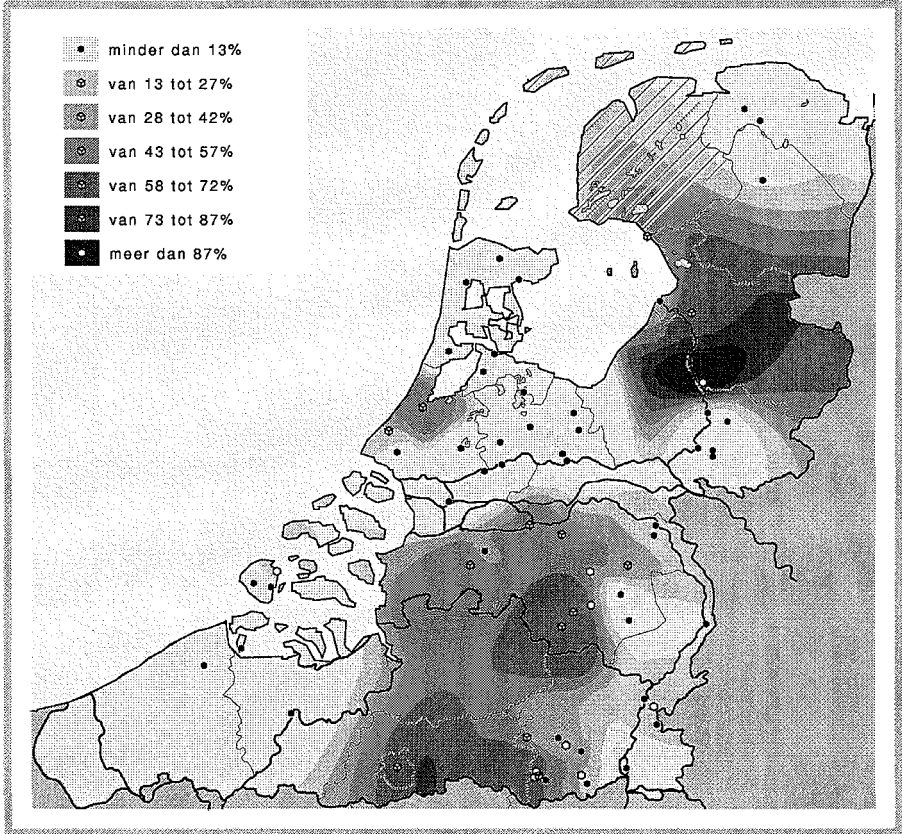 minder dan 13%
van 13 tot 27%
van 28 tot 42%
van 43 tot 57%
van 58 tot 72%
van 73 tot 87%
meer dan 87%